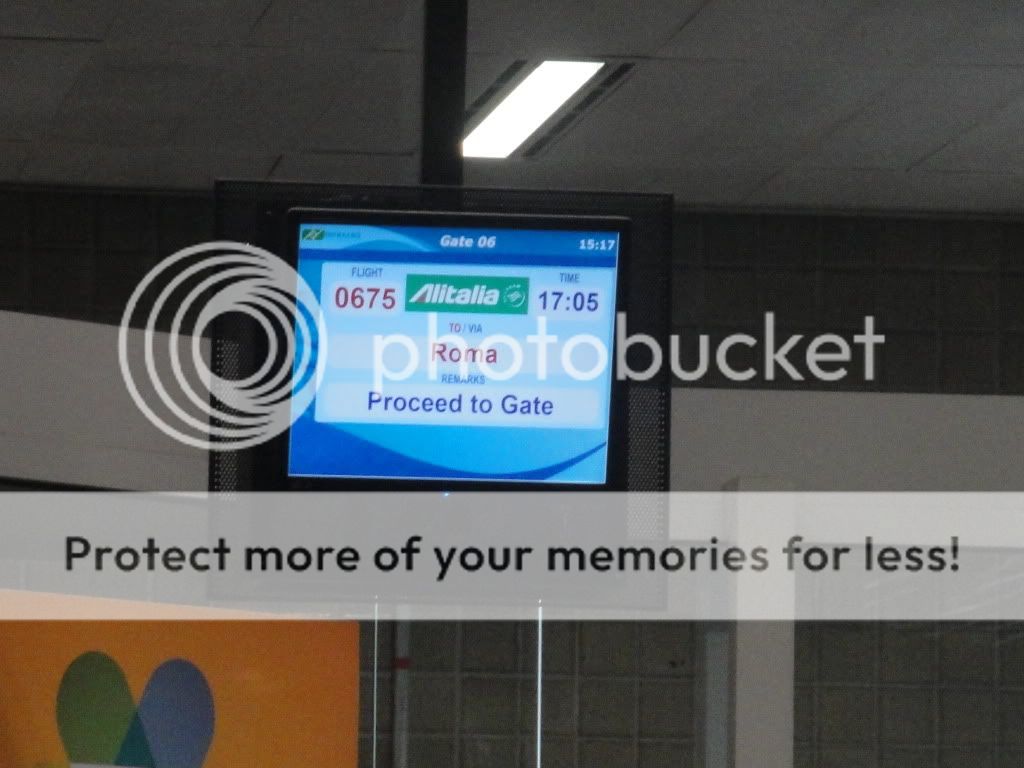 Gate 06 15:17
FLIGHT TIME
0675 Alitalia 17:05
TO / VIA
Roma
photobucket
REMARKS
Proceed to Gate
Protect more of your memories for less!